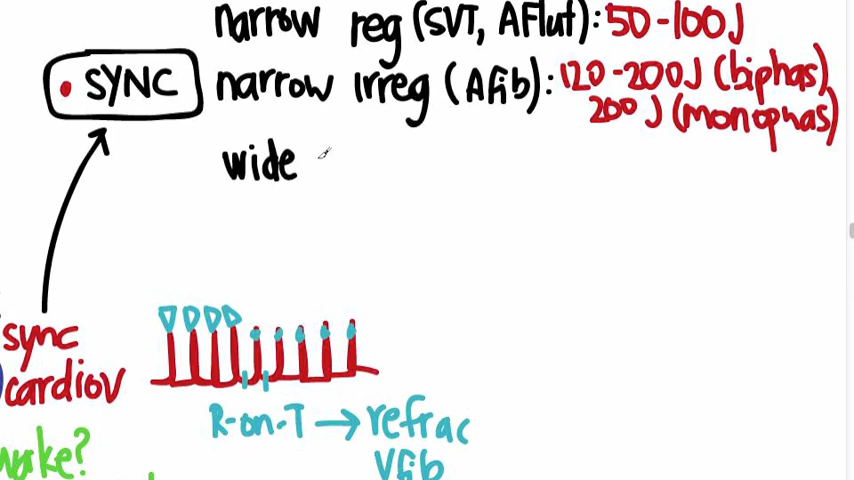 narrow reg (SVT, AFlut): 50-100J
• SYNC
narrow irreg (Afib): 120-200J (biphas)
200J (monophas)
wide
sync
cardiov
R-on-T → refrac
Vfib